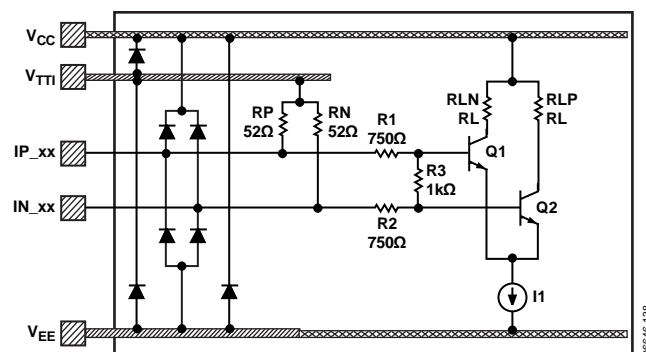 VCC
VTTI
IP_xx
IN_xx
VEE
RP
52Ω
RN
52Ω
R1
750Ω
R3
1kΩ
R2
750Ω
RLN
RL
RLP
RL
Q1
Q2
I1